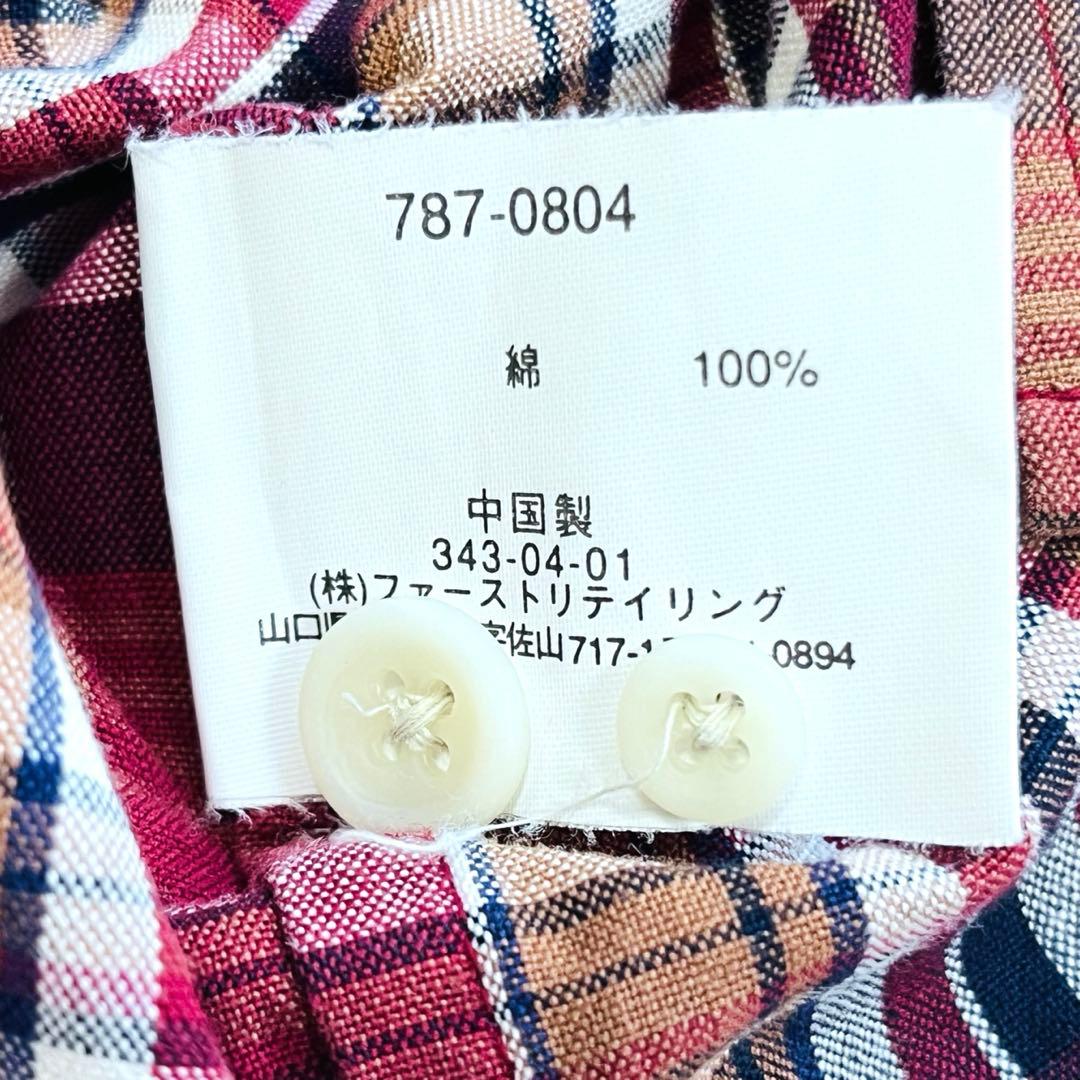 787-0804
綿 100%
中国製
343-04-01
(株)ファーストリテイリング
山口 佐山717-1 0894